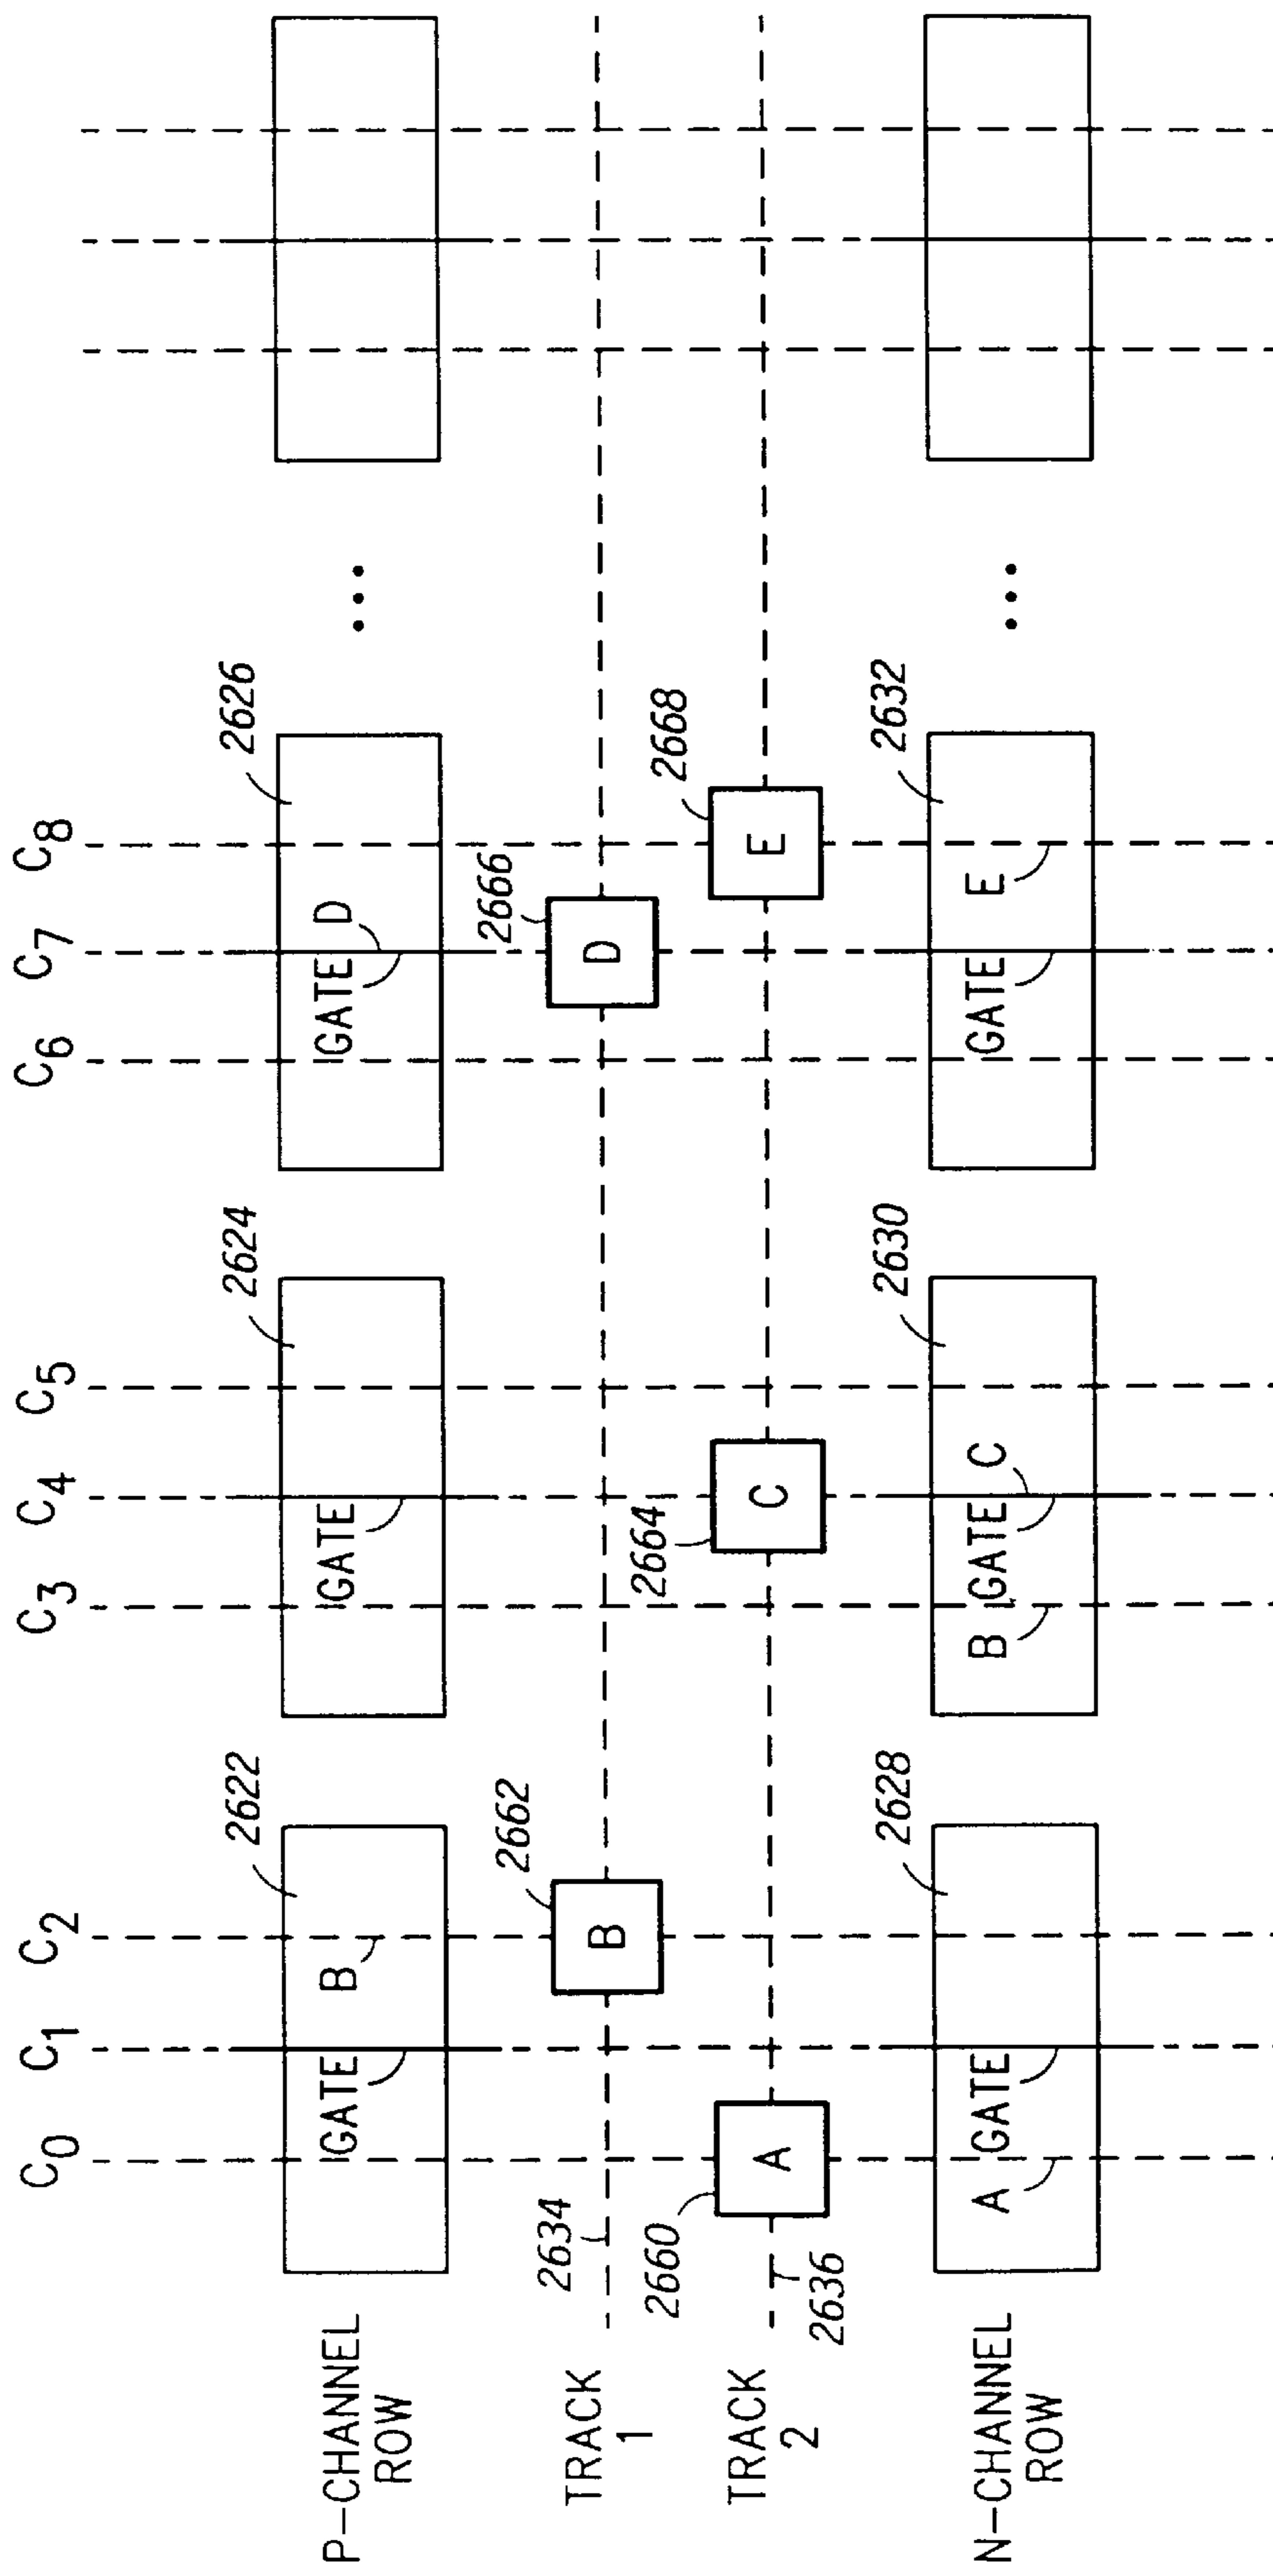 C0 C1 C2 C3 C4 C5 C6 C7 C8
2622 2624 2626
P-CHANNEL
ROW
GATE B GATE GATE D
2634 2662 2666
TRACK
1
B D
2660 2664 2668
TRACK
2
A C E
2636
2628 2630 2632
N-CHANNEL
ROW
A GATE B GATE C GATE E